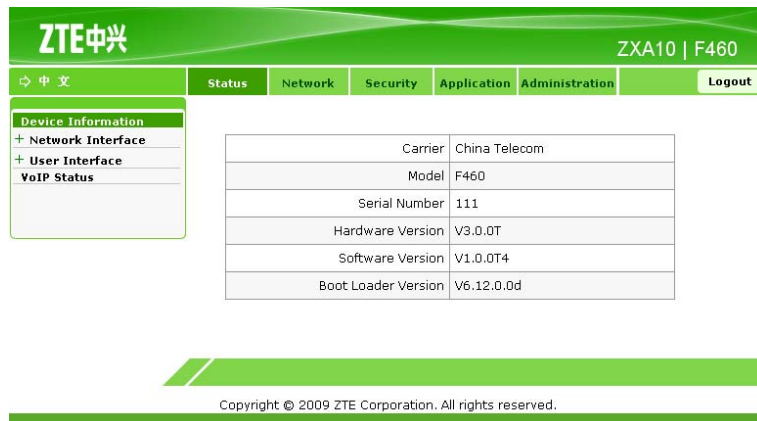 ZTE中兴
ZXA10 | F460
中 文
Status Network Security Application Administration Logout
Device Information
+ Network Interface
+ User Interface
VoIP Status
Carrier China Telecom
Model F460
Serial Number 111
Hardware Version V3.0.0T
Software Version V1.0.0T4
Boot Loader Version V6.12.0.0d
Copyright © 2009 ZTE Corporation. All rights reserved.